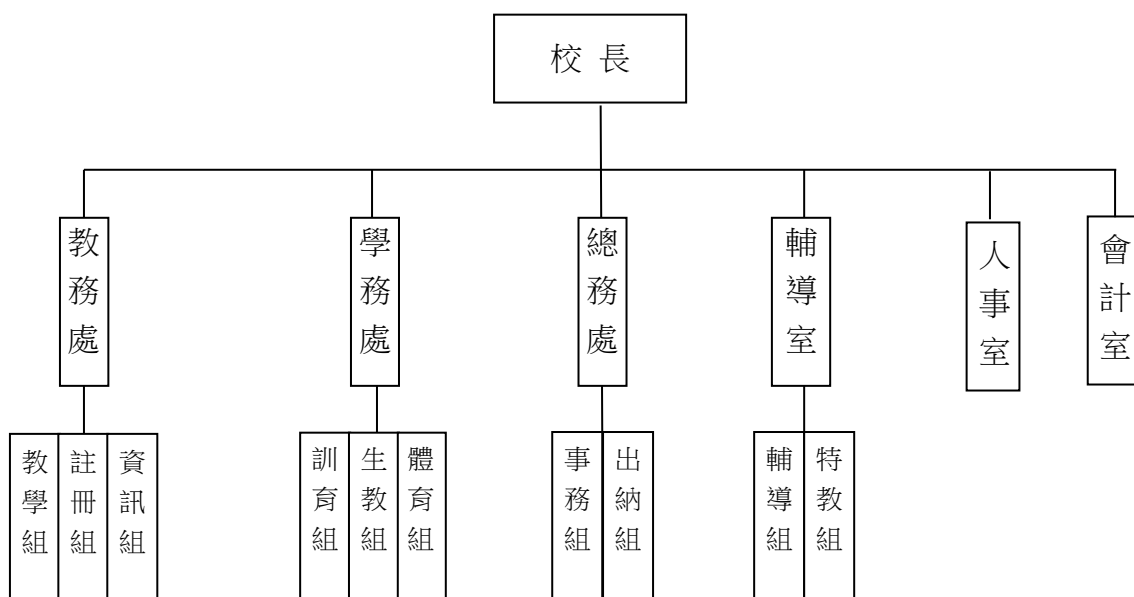 校長
教務處
學務處
總務處
輔導室
人事室
會計室
教學組
註冊組
資訊組
訓育組
生教組
體育組
事務組
出納組
輔導組
特教組